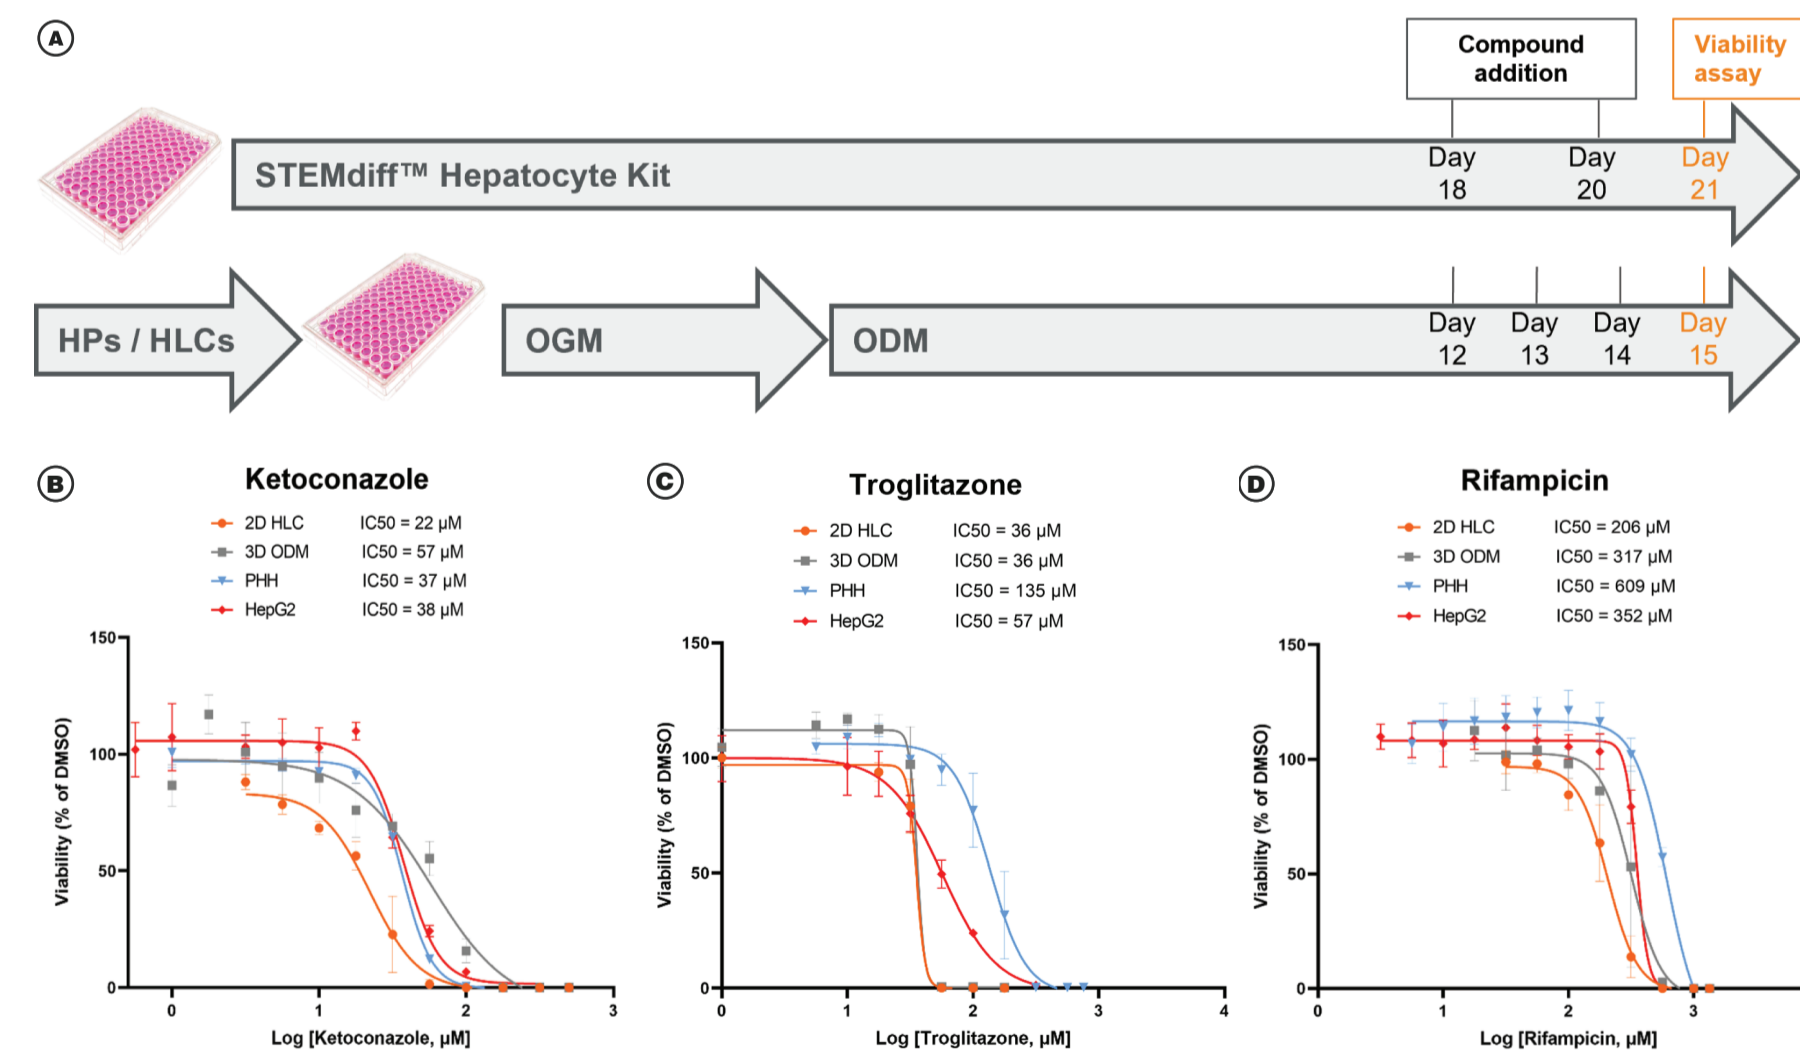 A
Compound
addition
Viability
assay
STEMdiff™ Hepatocyte Kit
Day
18
Day
20
Day
21
HPs / HLCs
OGM
ODM
Day
12
Day
13
Day
14
Day
15
B
Ketoconazole
2D HLC IC50 = 22 µM
3D ODM IC50 = 57 µM
PHH IC50 = 37 µM
HepG2 IC50 = 38 µM
150
100
50
0
Viability (% of DMSO)
0 1 2 3
Log [Ketoconazole, µM]
C
Troglitazone
2D HLC IC50 = 36 µM
3D ODM IC50 = 36 µM
PHH IC50 = 135 µM
HepG2 IC50 = 57 µM
150
100
50
0
Viability (% of DMSO)
0 1 2 3 4
Log [Troglitazone, µM]
D
Rifampicin
2D HLC IC50 = 206 µM
3D ODM IC50 = 317 µM
PHH IC50 = 609 µM
HepG2 IC50 = 352 µM
150
100
50
0
Viability (% of DMSO)
0 1 2 3
Log [Rifampicin, µM]